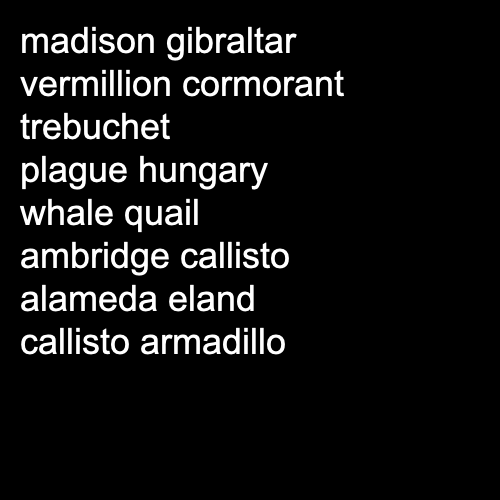 madison gibraltar
vermillion cormorant
trebuchet
plague hungary
whale quail
ambridge callisto
alameda eland
callisto armadillo